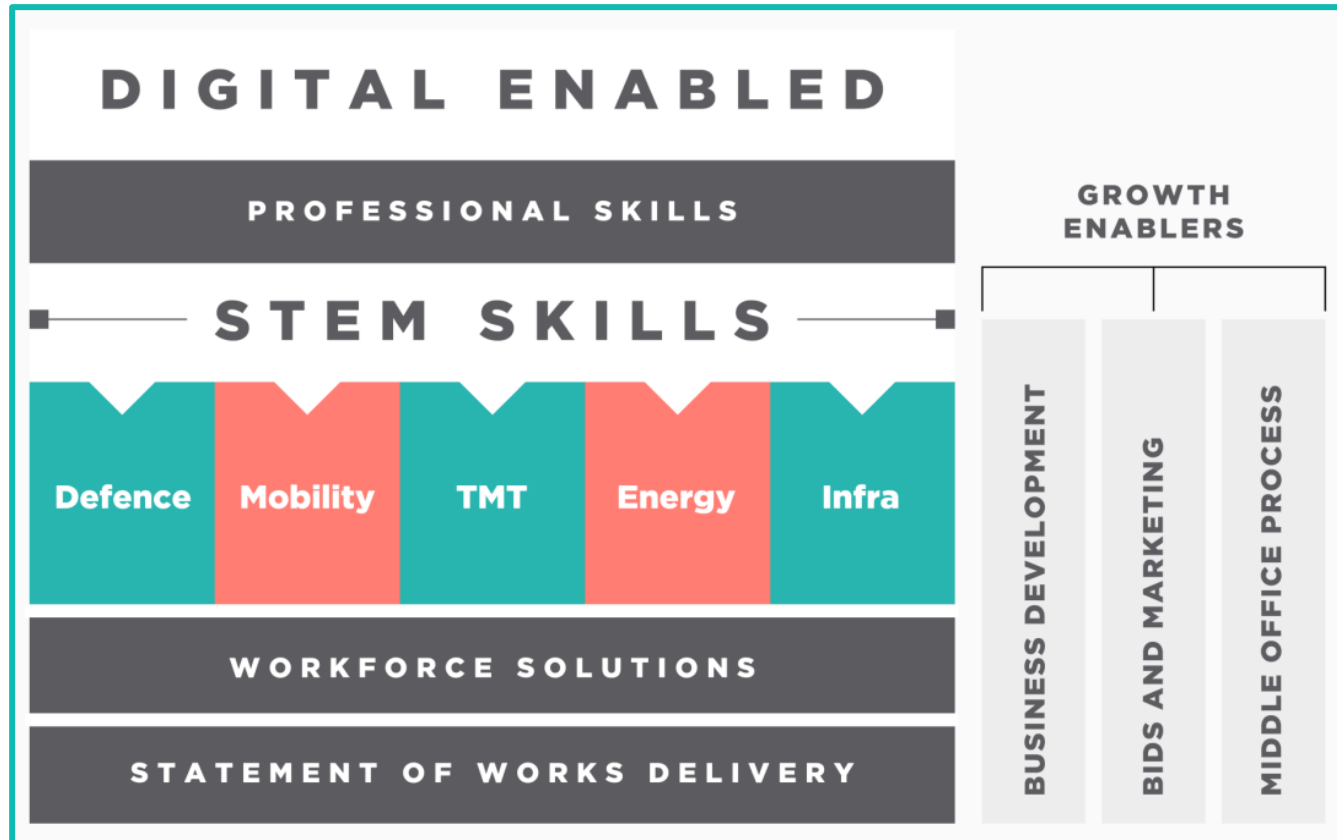 DIGITAL ENABLED
PROFESSIONAL SKILLS
STEM SKILLS
Defence
Mobility
TMT
Energy
Infra
WORKFORCE SOLUTIONS
STATEMENT OF WORKS DELIVERY
GROWTH
ENABLERS
BUSINESS DEVELOPMENT
BIDS AND MARKETING
MIDDLE OFFICE PROCESS